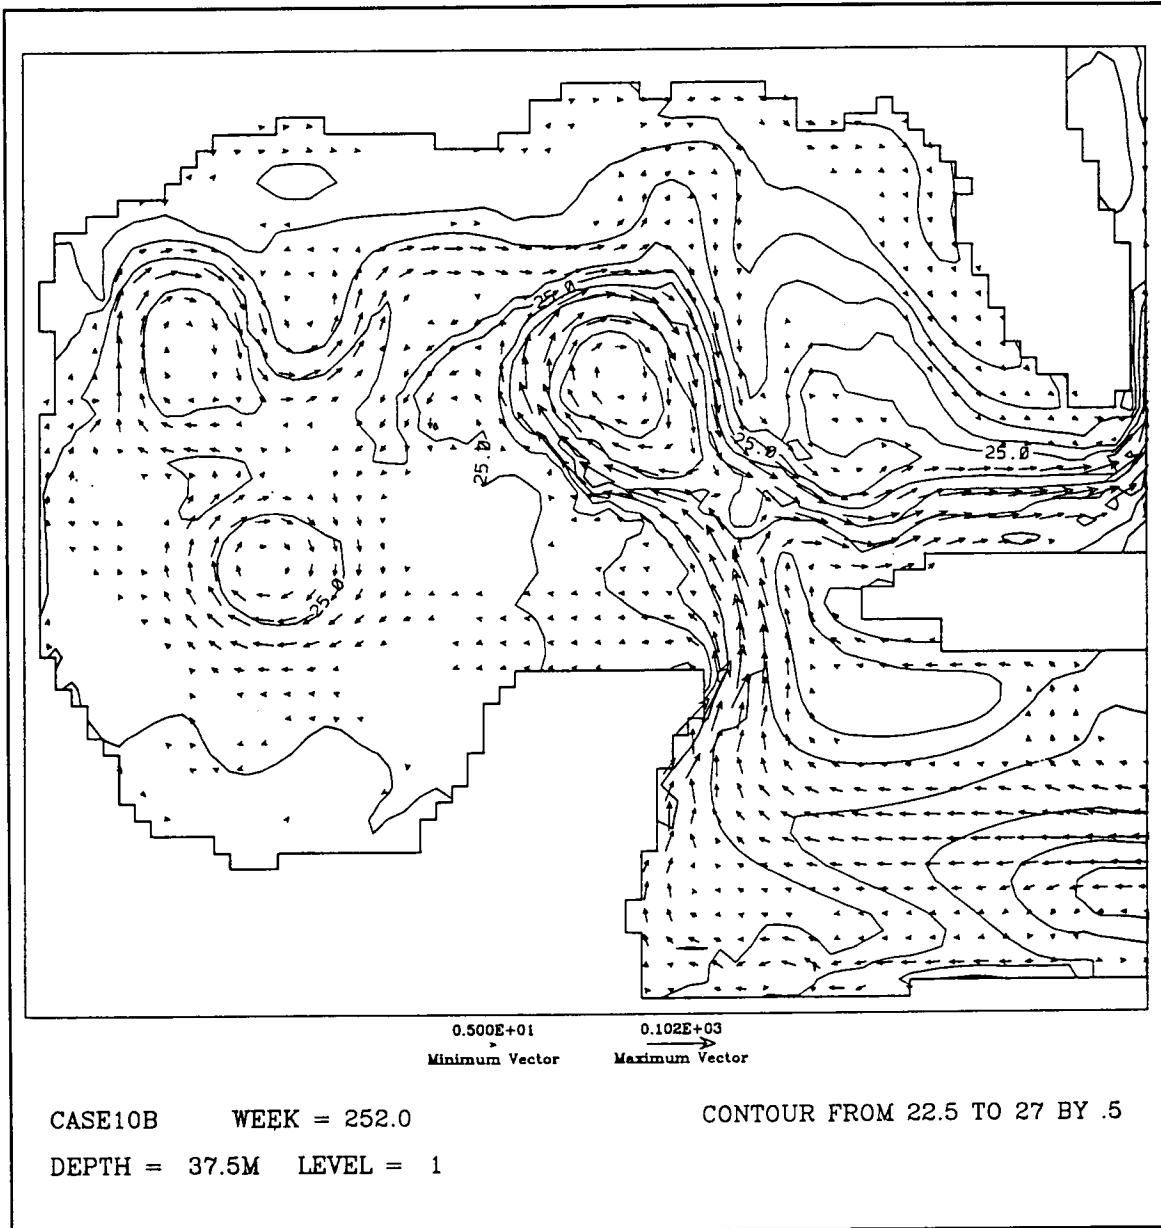 25.0
25.0
25.0
25.0
25.0
0.500E+01 0.102E+03
Minimum Vector Maximum Vector
CASE10B WEEK = 252.0 CONTOUR FROM 22.5 TO 27 BY .5
DEPTH = 37.5M LEVEL = 1